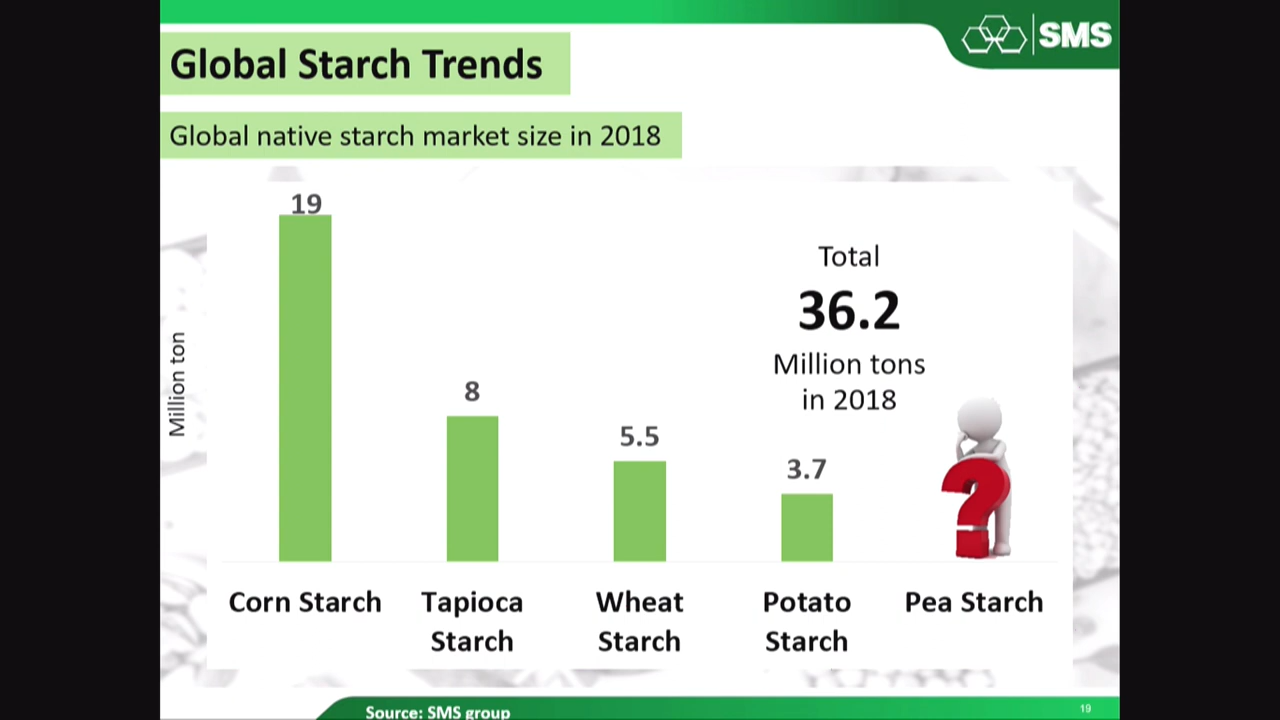 SMS
Global Starch Trends
Global native starch market size in 2018
Million ton
19
8
5.5
3.7
Total
36.2
Million tons
in 2018
?
Corn Starch
Tapioca
Starch
Wheat
Starch
Potato
Starch
Pea Starch
Source: SMS group
19